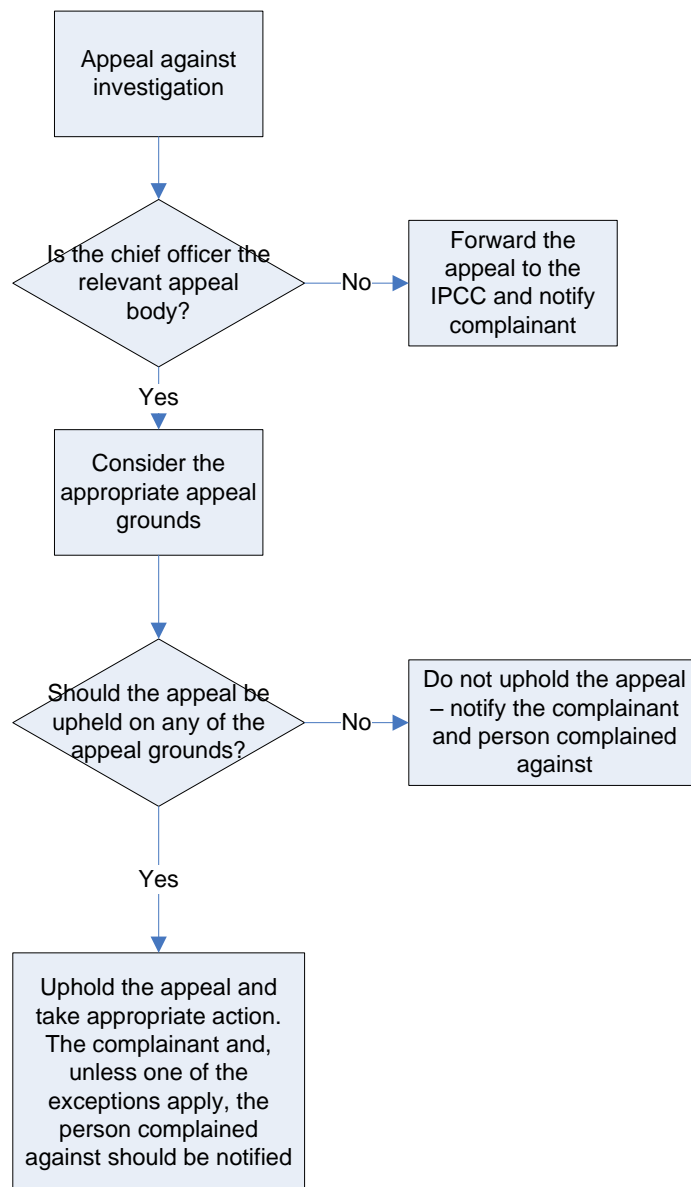 Appeal against
investigation
Is the chief officer the
relevant appeal
body?
No
Forward the
appeal to the
IPCC and notify
complainant
Yes
Consider the
appropriate appeal
grounds
Should the appeal be
upheld on any of the
appeal grounds?
No
Do not uphold the appeal
– notify the complainant
and person complained
against
Yes
Uphold the appeal and
take appropriate action.
The complainant and,
unless one of the
exceptions apply, the
person complained
against should be notified